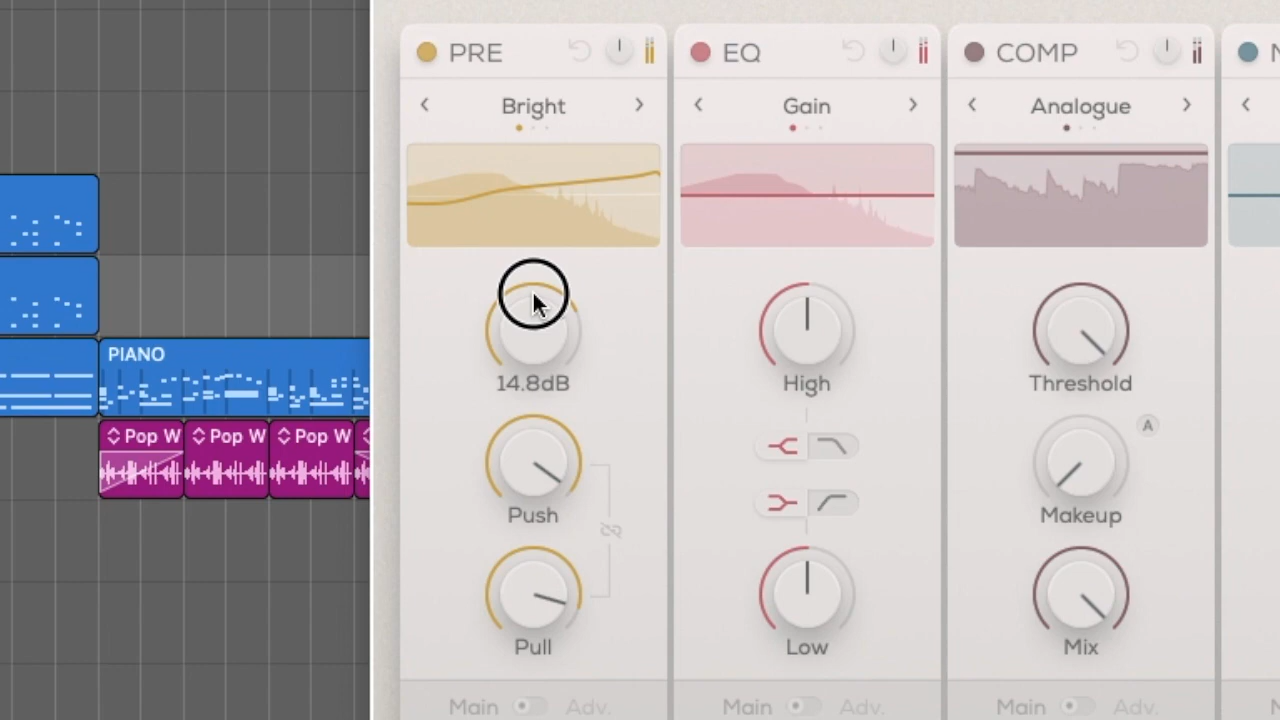 PRE
EQ
COMP
Bright
Gain
Analogue
PIANO
Pop W
Pop W
Pop W
14.8dB
High
Threshold
A
Push
Makeup
Pull
Low
Mix
Main Adv.
Main Adv.
Main Adv.